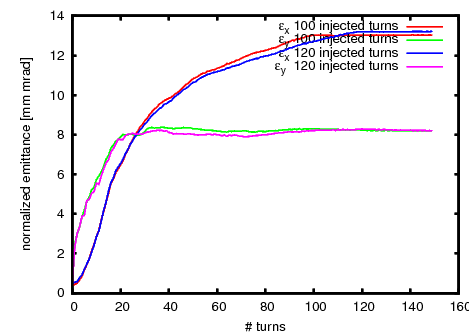 14
12
10
8
6
4
2
0
normalized emittance [mm mrad]
εx 100 injected turns
εy 100 injected turns
εx 120 injected turns
εy 120 injected turns
0 20 40 60 80 100 120 140 160
# turns